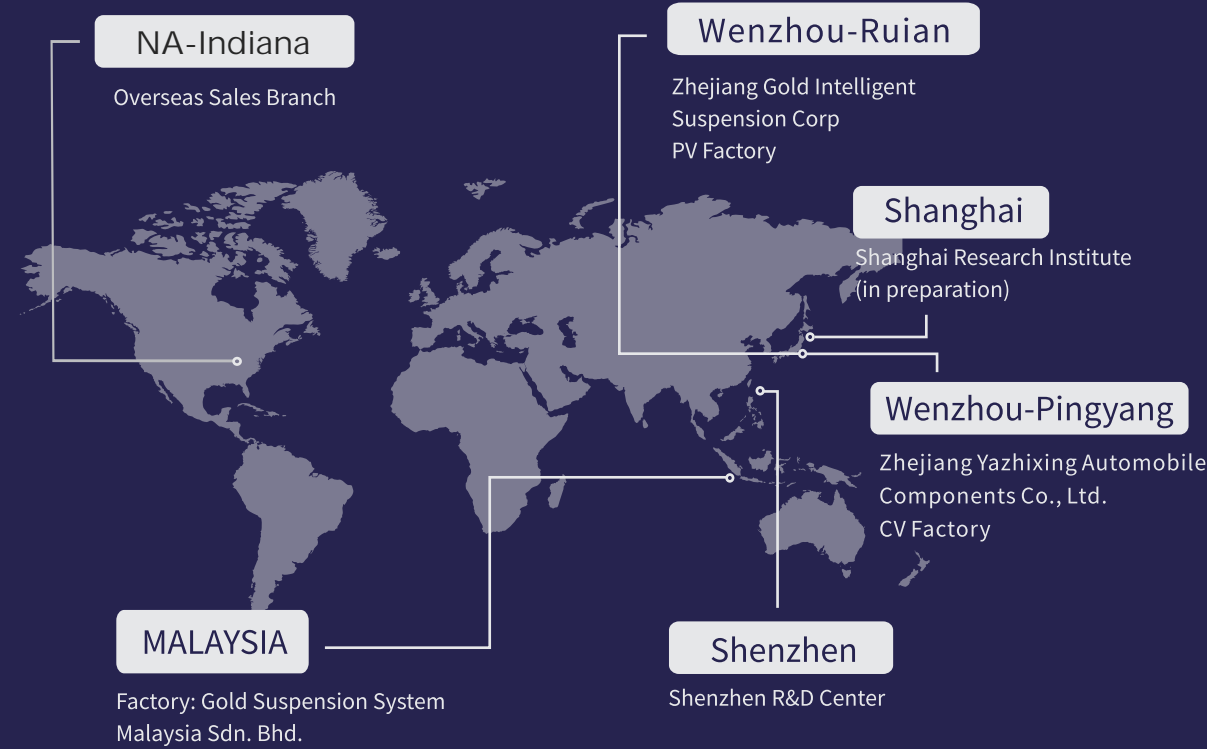 NA-Indiana
Overseas Sales Branch
Wenzhou-Ruian
Zhejiang Gold Intelligent
Suspension Corp
PV Factory
Shanghai
Shanghai Research Institute
(in preparation)
Wenzhou-Pingyang
Zhejiang Yazhixing Automobile
Components Co., Ltd.
CV Factory
MALAYSIA
Factory: Gold Suspension System
Malaysia Sdn. Bhd.
Shenzhen
Shenzhen R&D Center